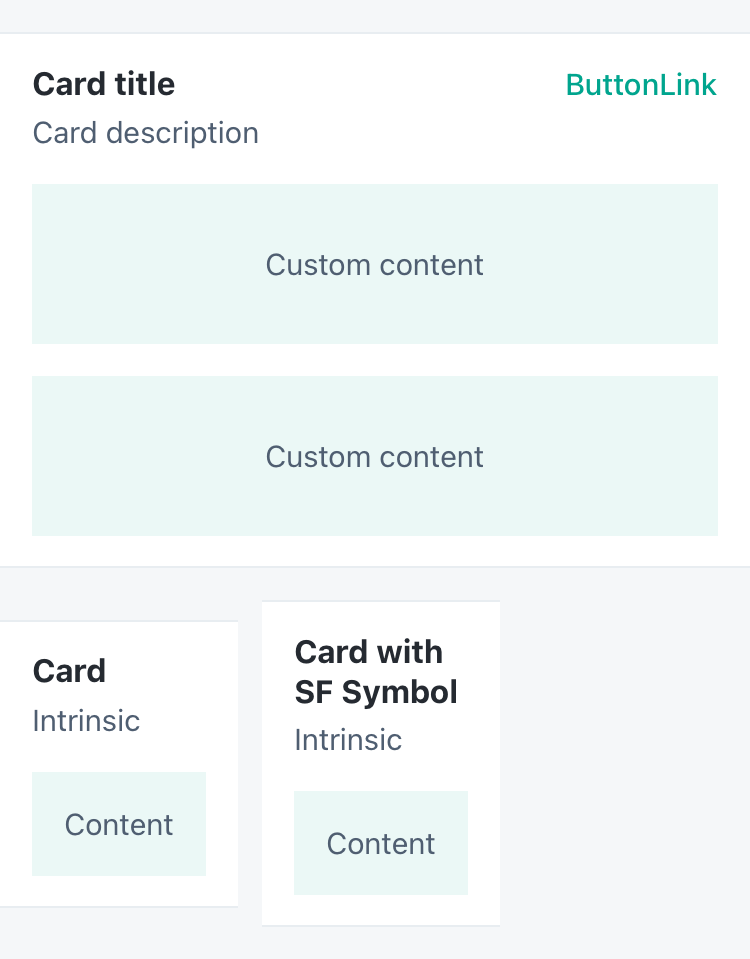 Card title
ButtonLink
Card description
Custom content
Custom content
Card
Intrinsic
Content
Card with
SF Symbol
Intrinsic
Content